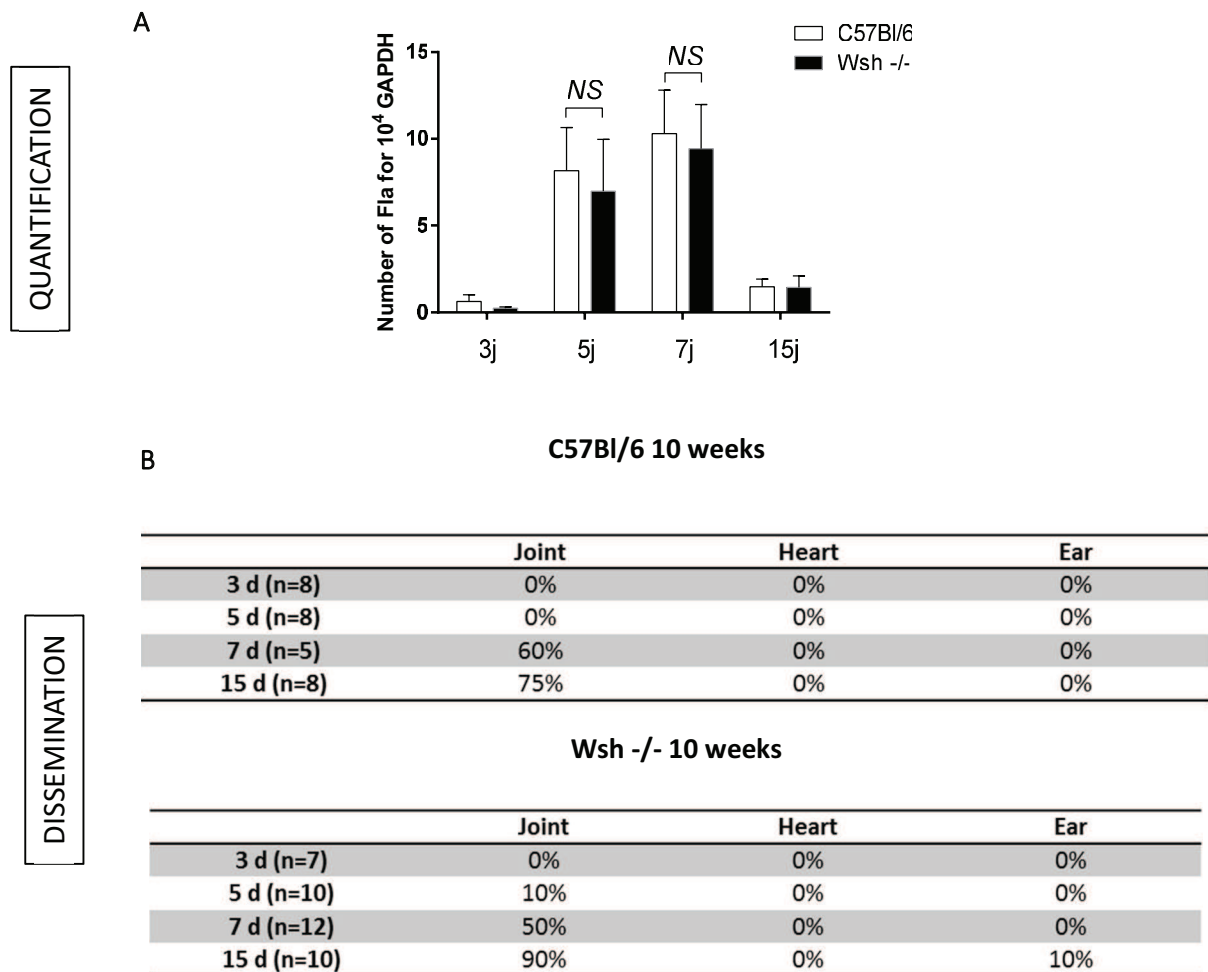 A
QUANTIFICATION
C57Bl/6
Wsh -/-
Number of Fla for 10⁴ GAPDH
15
10
5
0
NS
NS
3j 5j 7j 15j
B
DISSEMINATION
C57Bl/6 10 weeks
Joint Heart Ear
3 d (n=8) 0% 0% 0%
5 d (n=8) 0% 0% 0%
7 d (n=5) 60% 0% 0%
15 d (n=8) 75% 0% 0%
Wsh -/- 10 weeks
Joint Heart Ear
3 d (n=7) 0% 0% 0%
5 d (n=10) 10% 0% 0%
7 d (n=12) 50% 0% 0%
15 d (n=10) 90% 0% 10%